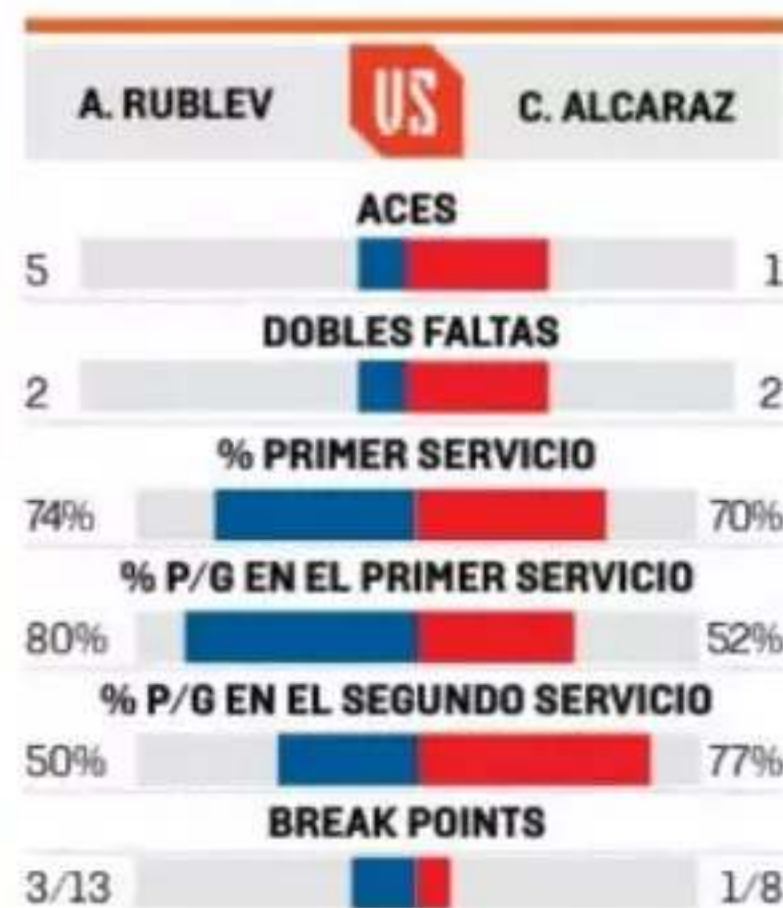 A. RUBLEV VS C. ALCARAZ
ACES
5 1
DOBLES FALTAS
2 2
% PRIMER SERVICIO
74% 70%
% P/G EN EL PRIMER SERVICIO
80% 52%
% P/G EN EL SEGUNDO SERVICIO
50% 77%
BREAK POINTS
3/13 1/8